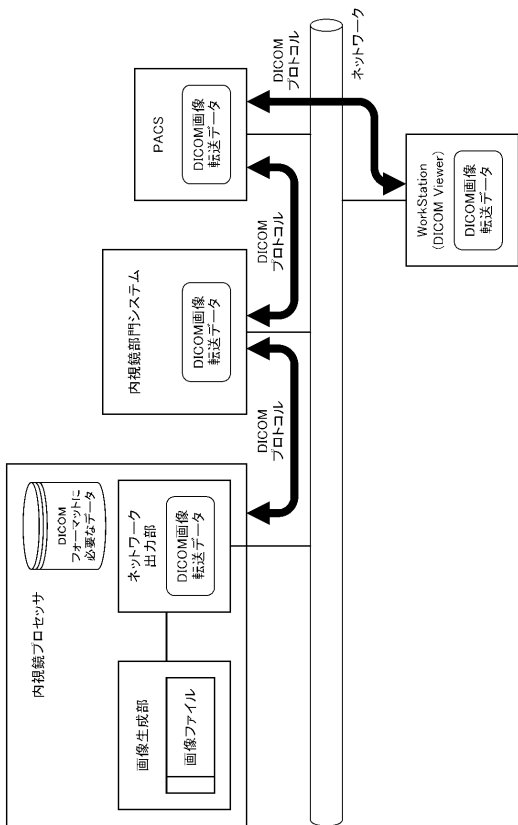 内視鏡プロセッサ
画像生成部
画像ファイル
DICOM
フォーマットに
必要なデータ
ネットワーク
出力部
DICOM画像
転送データ
DICOM
プロトコル
内視鏡部門システム
DICOM画像
転送データ
DICOM
プロトコル
PACS
DICOM画像
転送データ
DICOM
プロトコル
ネットワーク
WorkStation
(DICOM Viewer)
DICOM画像
転送データ